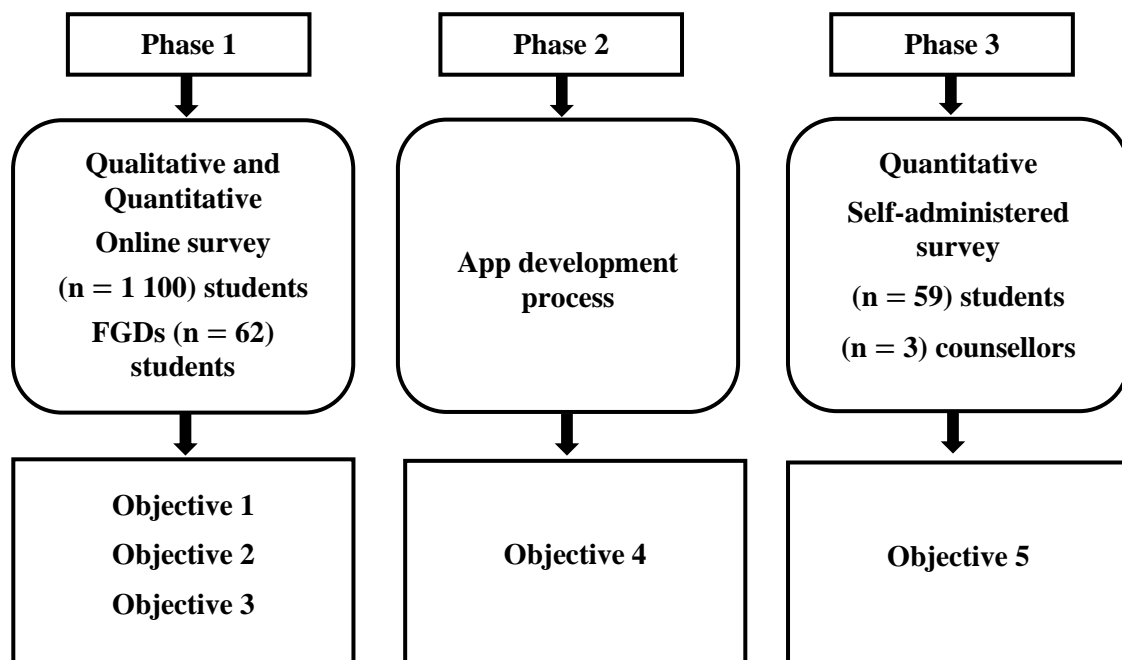 Phase 1
Phase 2
Phase 3
Qualitative and
Quantitative
Online survey
(n = 1 100) students
FGDs (n = 62)
students
App development
process
Quantitative
Self-administered
survey
(n = 59) students
(n = 3) counsellors
Objective 1
Objective 2
Objective 3
Objective 4
Objective 5